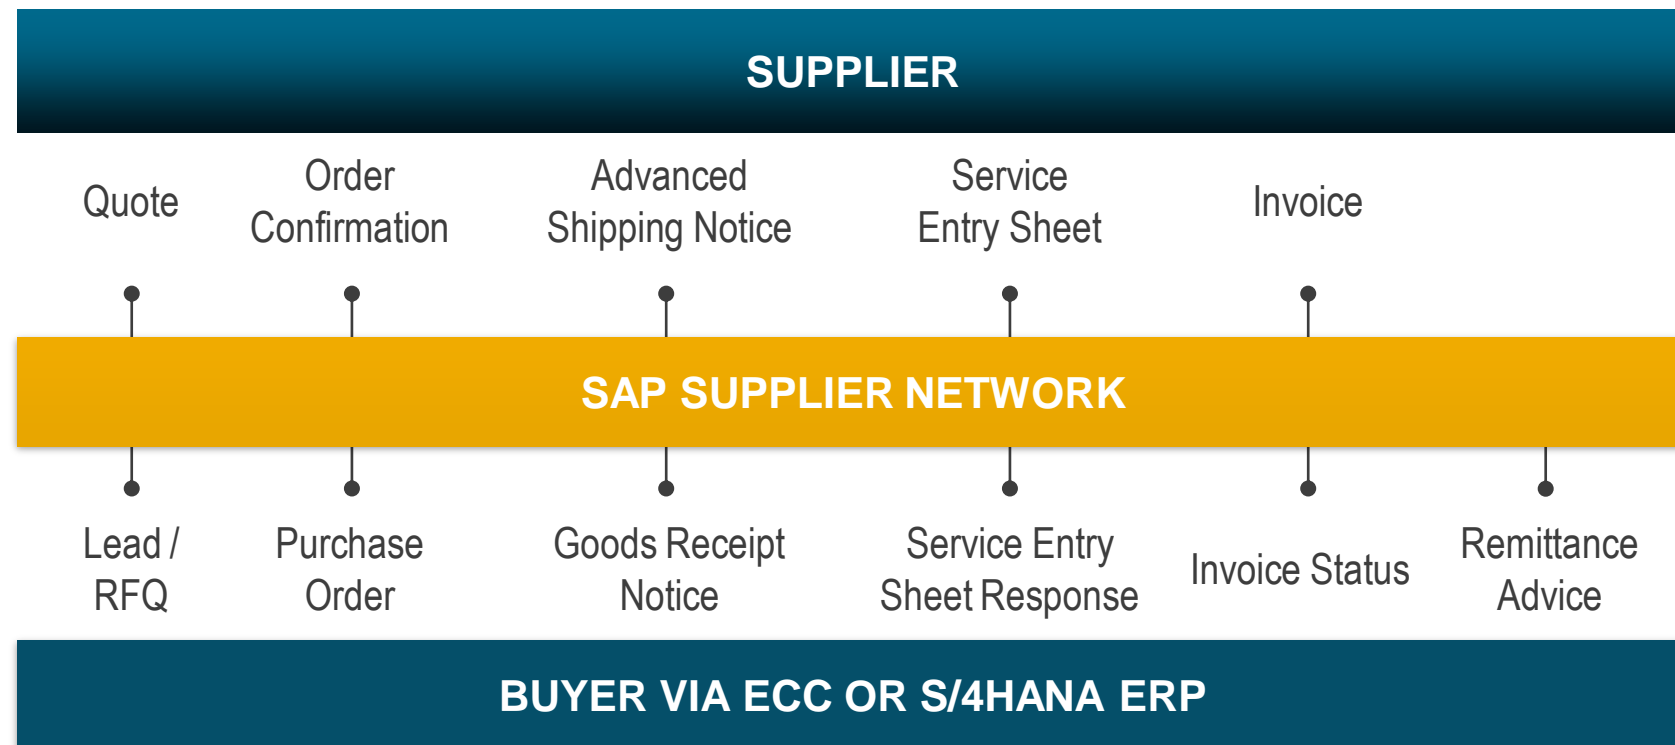 SUPPLIER
Quote
Order
Confirmation
Advanced
Shipping Notice
Service
Entry Sheet
Invoice
SAP SUPPLIER NETWORK
Lead /
RFQ
Purchase
Order
Goods Receipt
Notice
Service Entry
Sheet Response
Invoice Status
Remittance
Advice
BUYER VIA ECC OR S/4HANA ERP